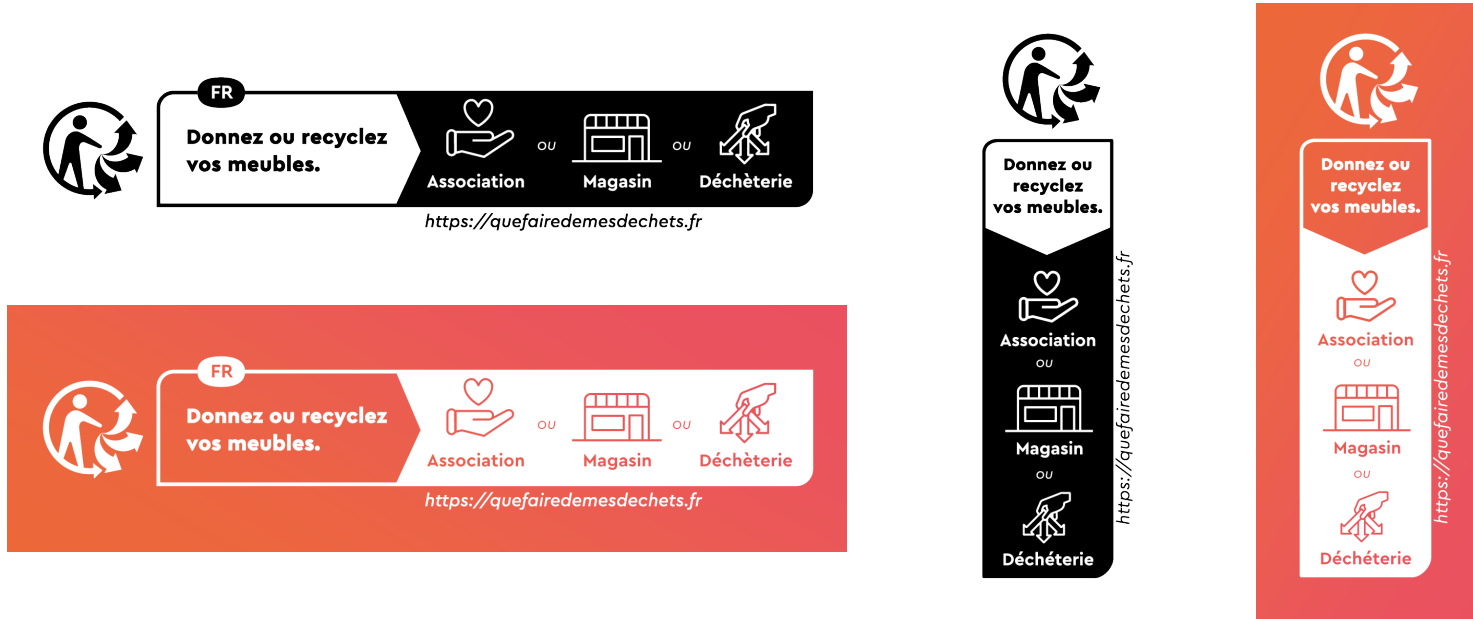 FR
Donnez ou recyclez
vos meubles.
Association
ou
Magasin
ou
Déchèterie
https://quefairedemesdechets.fr
FR
Donnez ou recyclez
vos meubles.
Association
ou
Magasin
ou
Déchèterie
https://quefairedemesdechets.fr
Donnez ou
recyclez
vos meubles.
Association
ou
Magasin
ou
Déchéterie
https://quefairedemesdechets.fr
Donnez ou
recyclez
vos meubles.
Association
ou
Magasin
ou
Déchéterie
https://quefairedemesdechets.fr